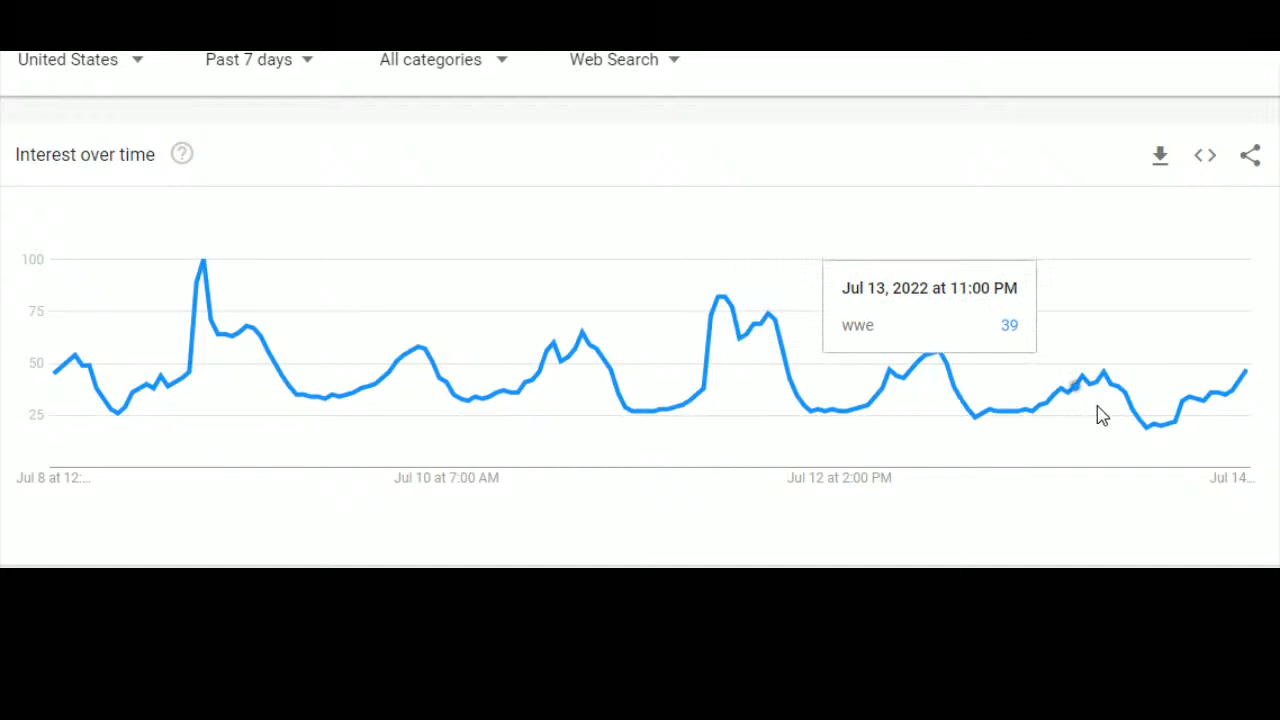 United States Past 7 days All categories Web Search
Interest over time ?
100
75
50
25
Jul 13, 2022 at 11:00 PM
wwe 39
Jul 8 at 12:... Jul 10 at 7:00 AM Jul 12 at 2:00 PM Jul 14...